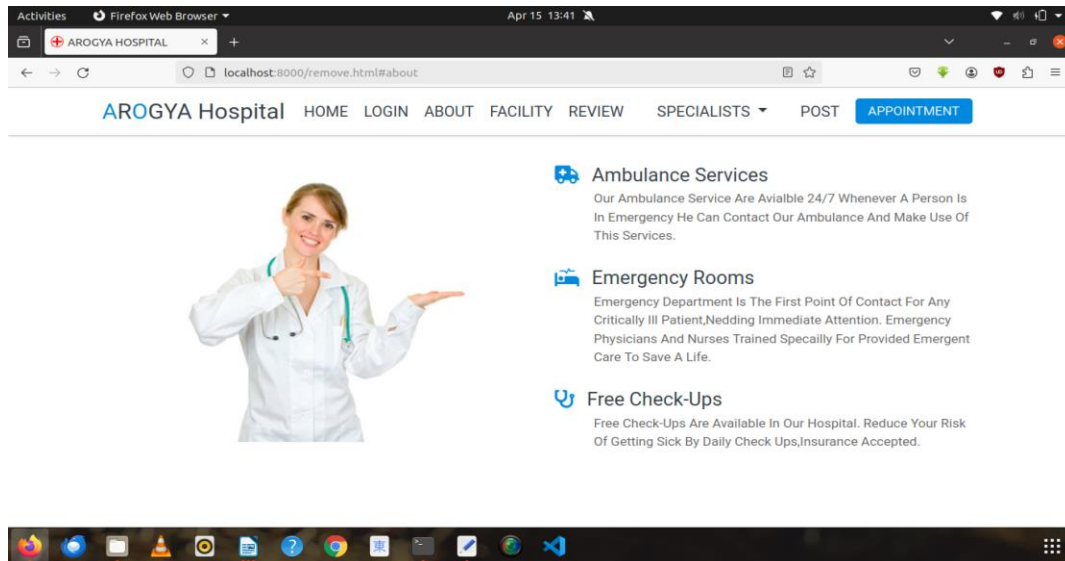 Activities Firefox Web Browser Apr 15 13:41
AROGYA HOSPITAL
localhost:8000/remove.html#about
AROGYA Hospital HOME LOGIN ABOUT FACILITY REVIEW SPECIALISTS POST APPOINTMENT
Ambulance Services
Our Ambulance Service Are Avialble 24/7 Whenever A Person Is
In Emergency He Can Contact Our Ambulance And Make Use Of
This Services.
Emergency Rooms
Emergency Department Is The First Point Of Contact For Any
Critically Ill Patient,Nedding Immediate Attention. Emergency
Physicians And Nurses Trained Specailly For Provided Emergent
Care To Save A Life.
Free Check-Ups
Free Check-Ups Are Available In Our Hospital. Reduce Your Risk
Of Getting Sick By Daily Check Ups,Insurance Accepted.